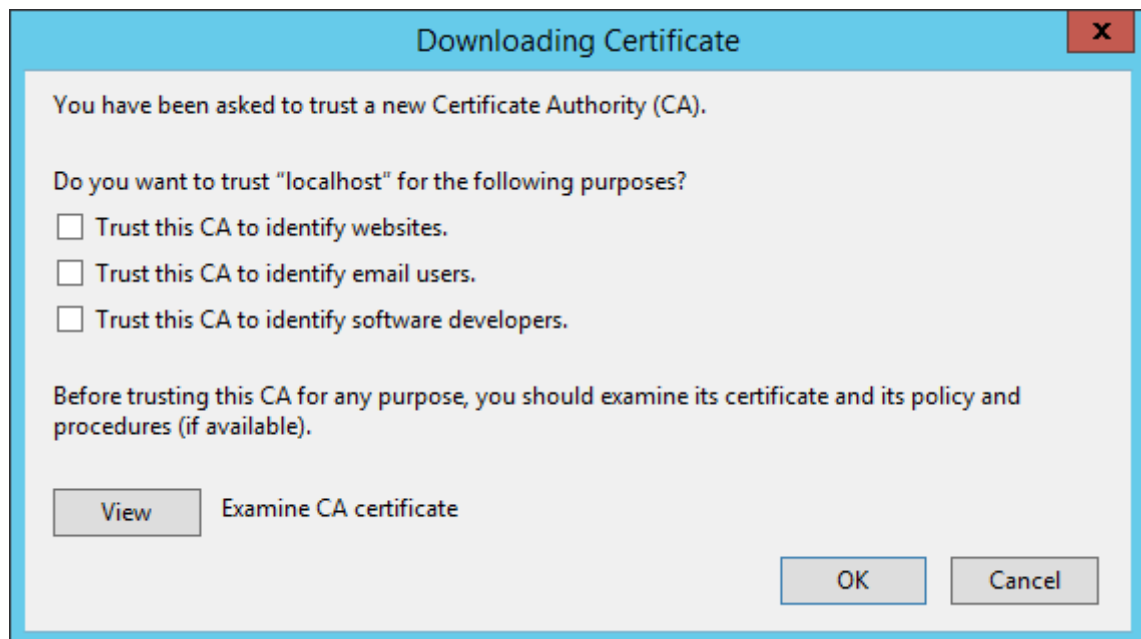 Downloading Certificate
x
You have been asked to trust a new Certificate Authority (CA).
Do you want to trust “localhost” for the following purposes?
Trust this CA to identify websites.
Trust this CA to identify email users.
Trust this CA to identify software developers.
Before trusting this CA for any purpose, you should examine its certificate and its policy and
procedures (if available).
View Examine CA certificate
OK Cancel